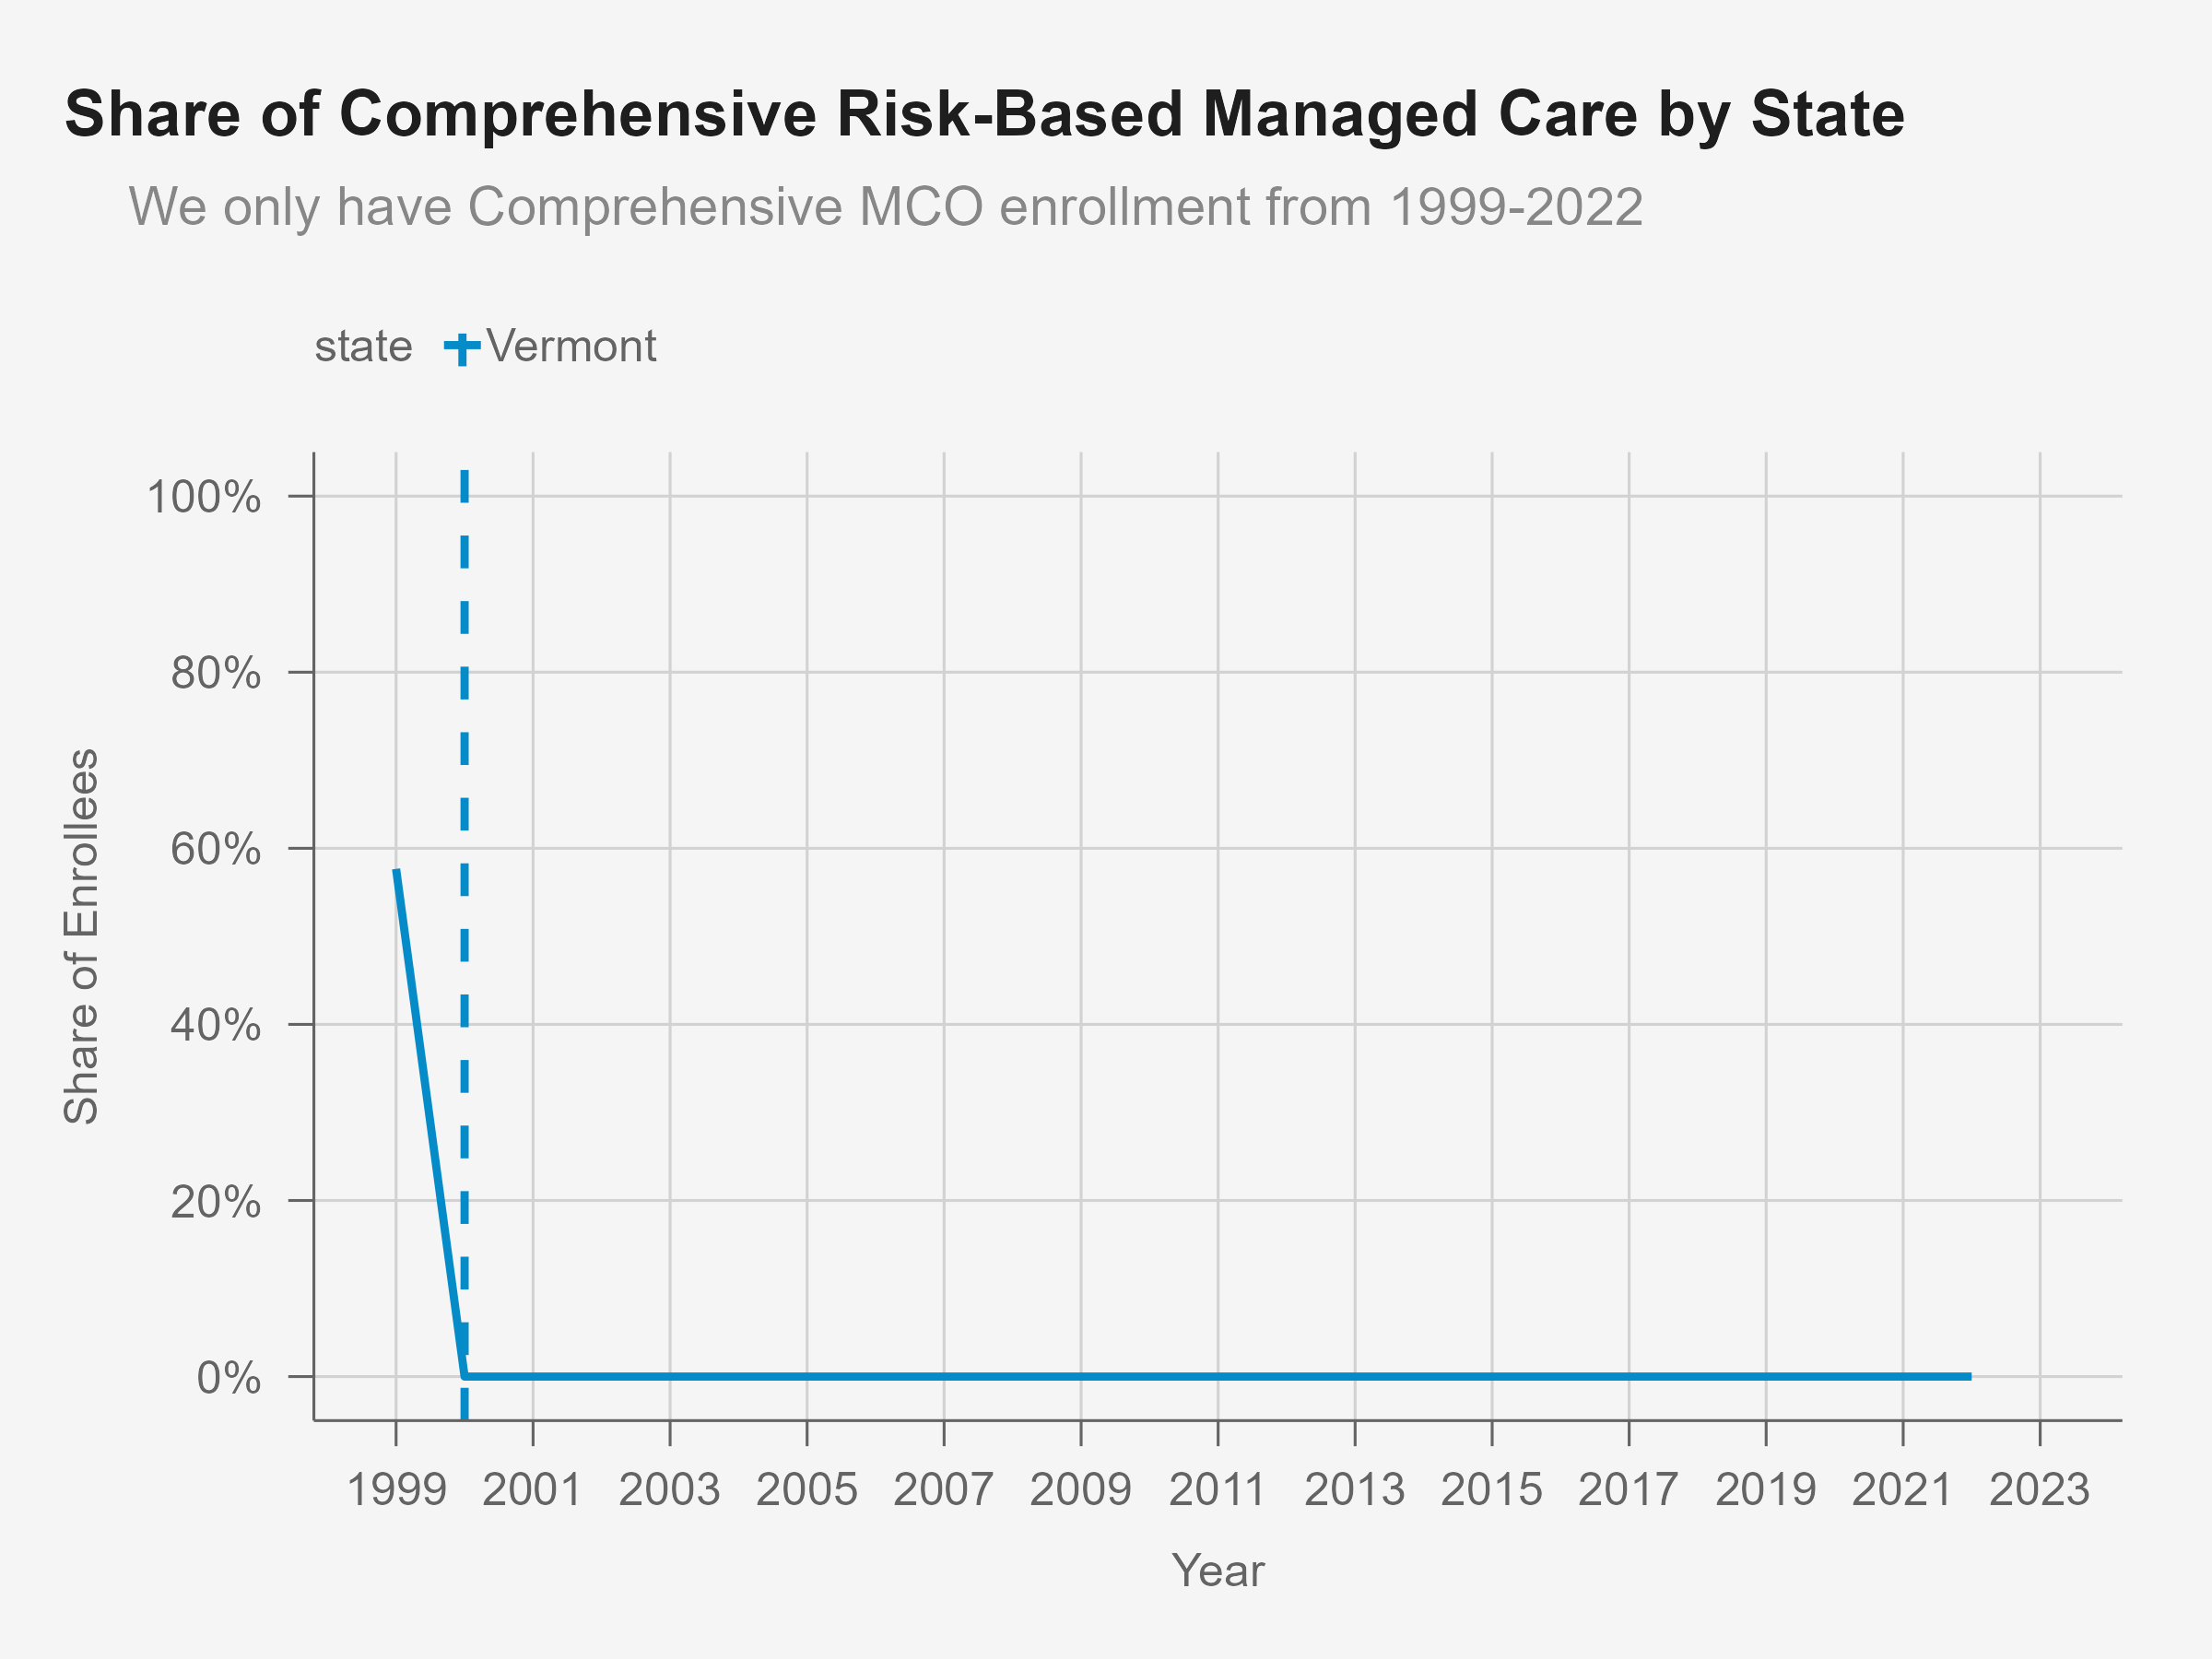 Share of Comprehensive Risk-Based Managed Care by State
We only have Comprehensive MCO enrollment from 1999-2022
state Vermont
100%
80%
60%
40%
20%
0%
Share of Enrollees
1999 2001 2003 2005 2007 2009 2011 2013 2015 2017 2019 2021 2023
Year